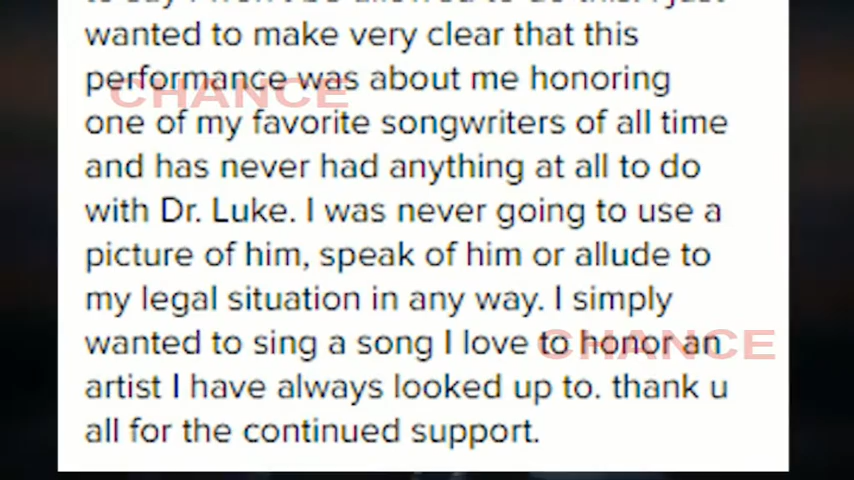 wanted to make very clear that this
performance was about me honoring
one of my favorite songwriters of all time
and has never had anything at all to do
with Dr. Luke. I was never going to use a
picture of him, speak of him or allude to
my legal situation in any way. I simply
wanted to sing a song I love to honor an
artist I have always looked up to. thank u
all for the continued support.
CHANCE
CHANCE